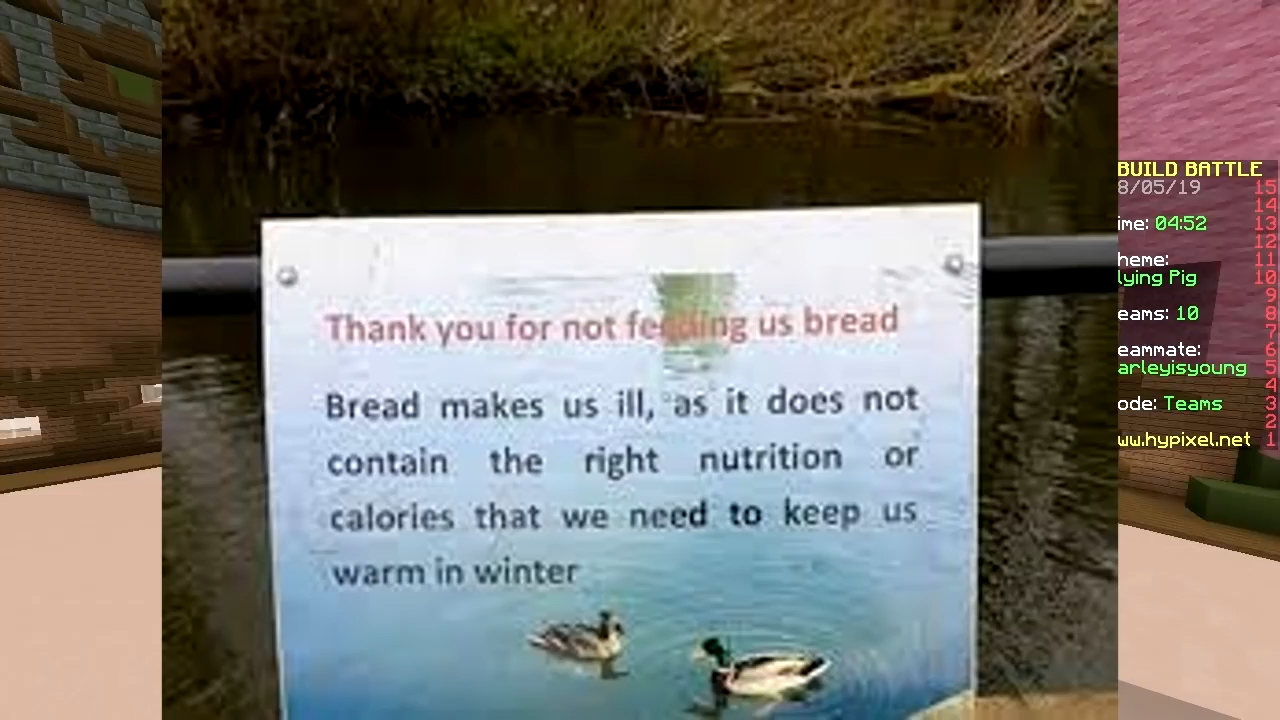 Thank you for not feeding us bread
Bread makes us ill, as it does not
contain the right nutrition or
calories that we need to keep us
warm in winter
BUILD BATTLE
8/05/19 15
14
ime: 04:52 13
12
heme: 11
lying Pig 10
9
eams: 10 8
7
eammate: 6
arleyisyoung 5
4
ode: Teams 3
2
ww.hypixel.net 1